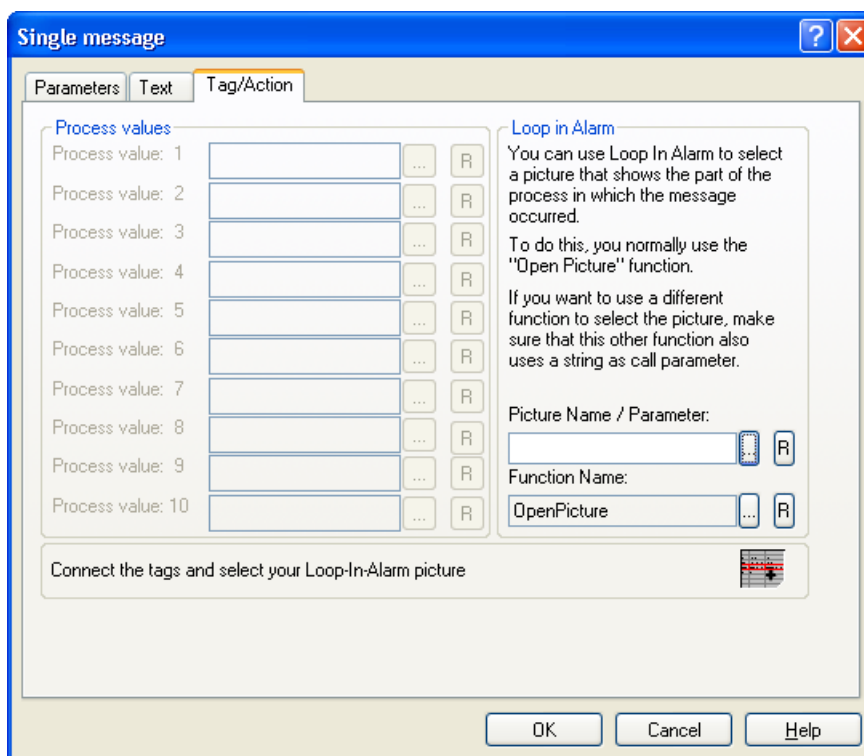 Single message
Parameters Text Tag/Action
Process values
Process value: 1 ... R
Process value: 2 ... R
Process value: 3 ... R
Process value: 4 ... R
Process value: 5 ... R
Process value: 6 ... R
Process value: 7 ... R
Process value: 8 ... R
Process value: 9 ... R
Process value: 10 ... R
Loop in Alarm
You can use Loop In Alarm to select
a picture that shows the part of the
process in which the message
occurred.
To do this, you normally use the
"Open Picture" function.
If you want to use a different
function to select the picture, make
sure that this other function also
uses a string as call parameter.
Picture Name / Parameter:
... R
Function Name:
OpenPicture ... R
Connect the tags and select your Loop-In-Alarm picture
OK Cancel Help